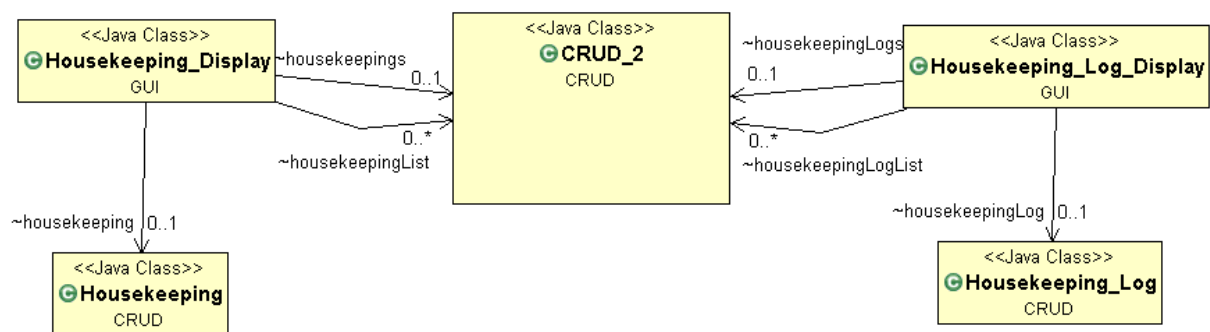 <<Java Class>>
Housekeeping_Display
GUI
~housekeepings
0..1
0..*
~housekeepingList
<<Java Class>>
CRUD_2
CRUD
~housekeepingLogs
0..1
0..*
~housekeepingLogList
<<Java Class>>
Housekeeping_Log_Display
GUI
~housekeeping 0..1
<<Java Class>>
Housekeeping
CRUD
~housekeepingLog 0..1
<<Java Class>>
Housekeeping_Log
CRUD